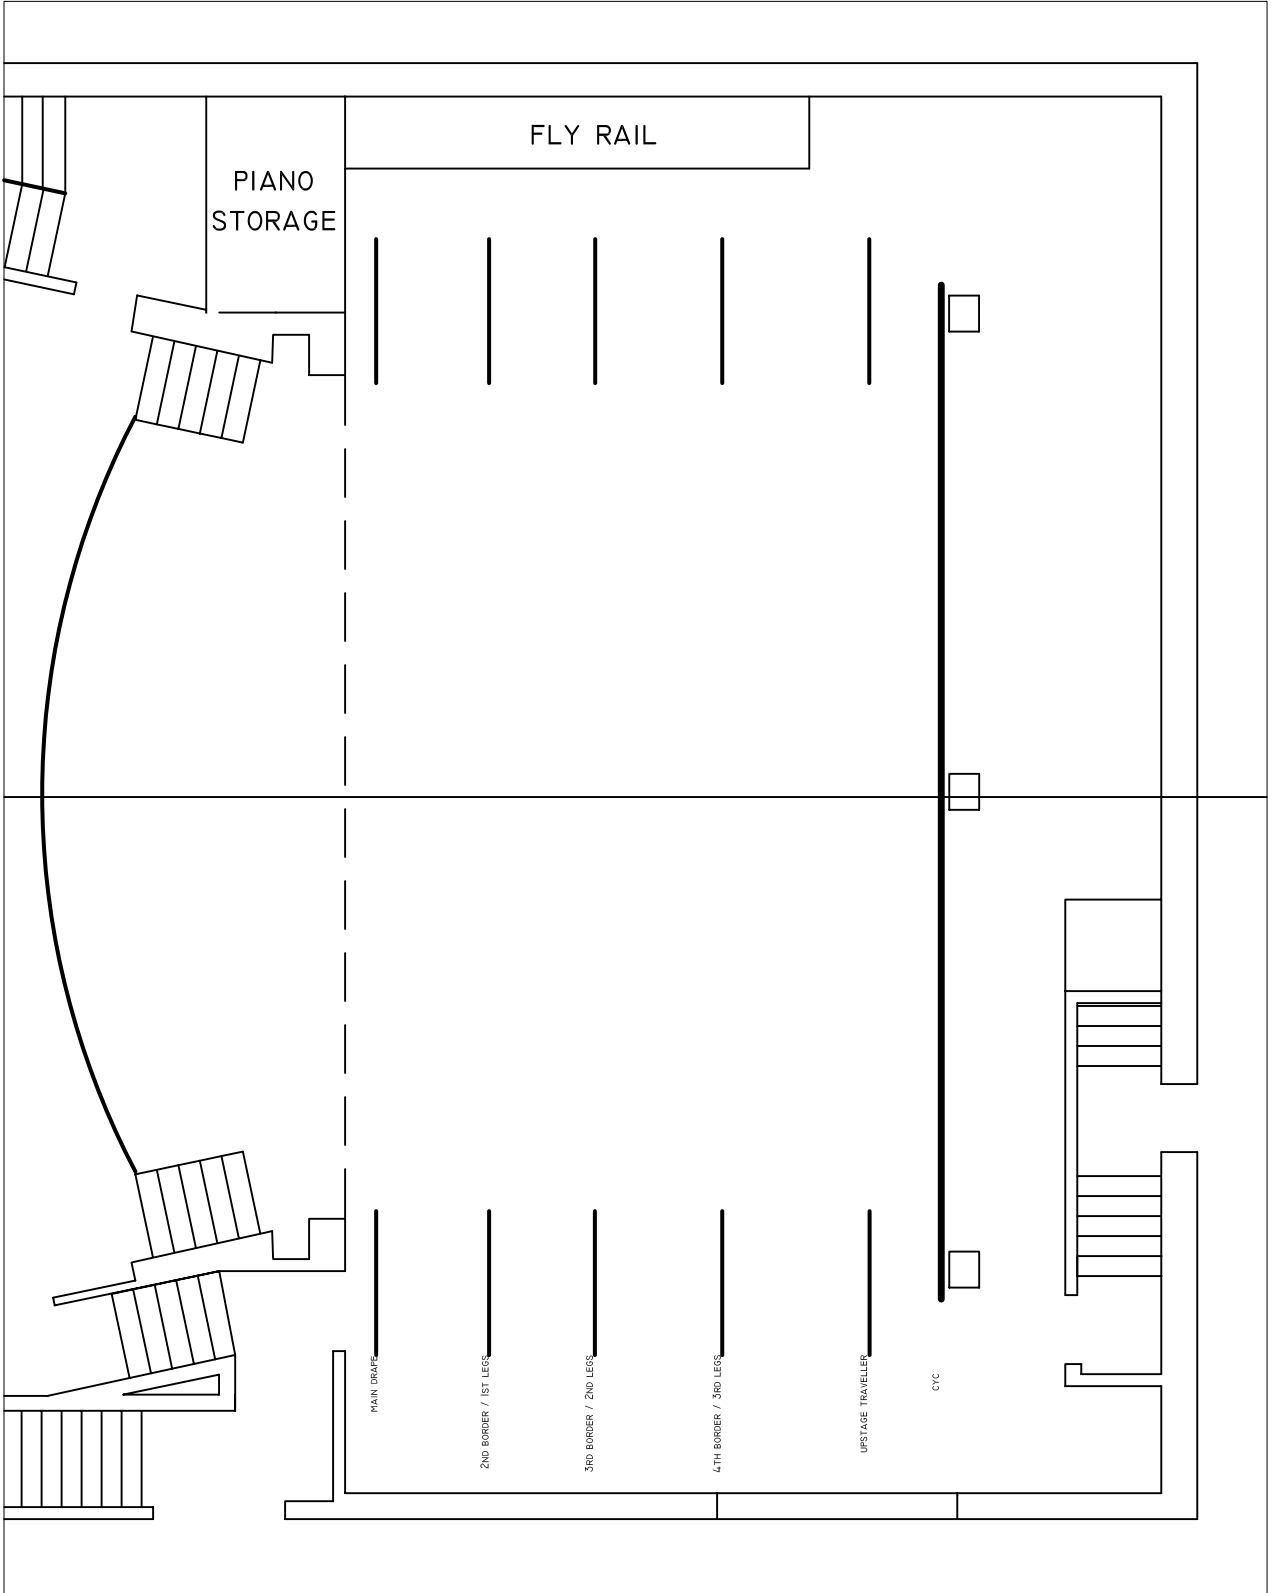 FLY RAIL
PIANO
STORAGE
MAIN DRAPE
2ND BORDER / 1ST LEGS
3RD BORDER / 2ND LEGS
4TH BORDER / 3RD LEGS
UPSTAGE TRAVELLER
CYC